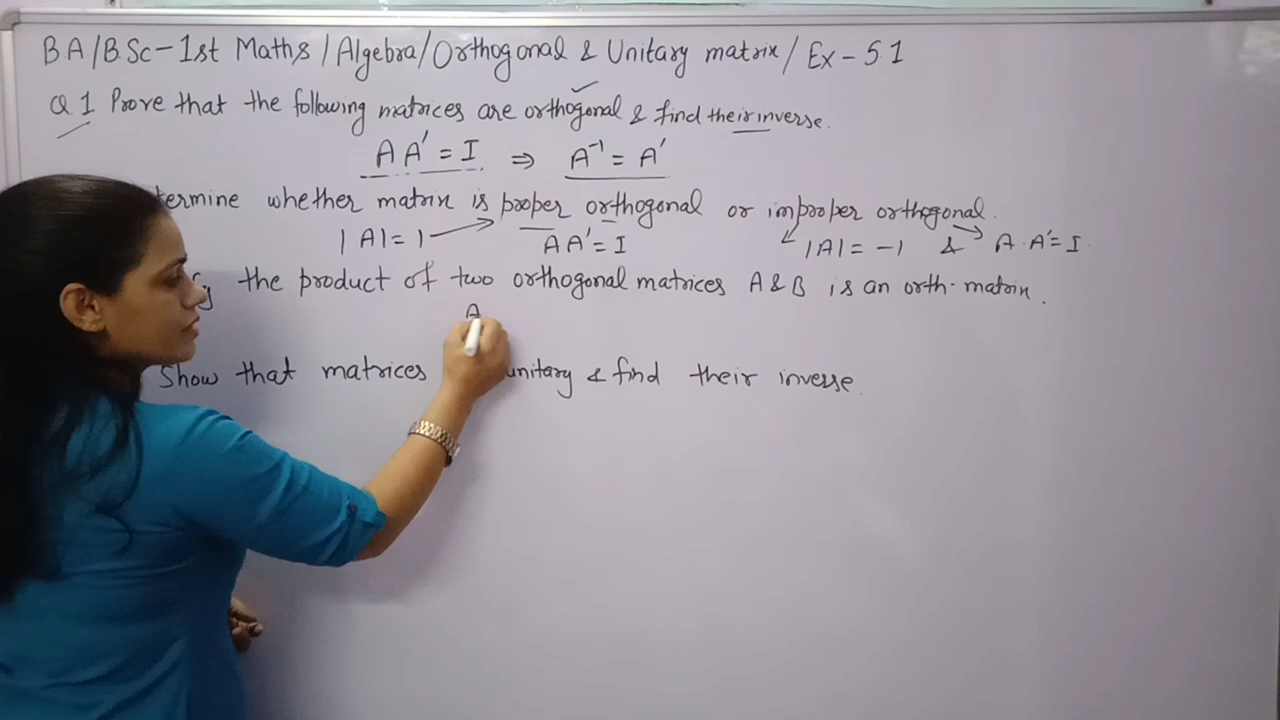 BA/B.Sc-1st Maths/Algebra/Orthogonal & Unitary matrix/Ex-5.1
Q.1 Prove that the following matrices are orthogonal & find their inverse.
AA' = I ⇒ A⁻¹ = A'
termine whether matrix is proper orthogonal or improper orthogonal.
|A| = 1 → AA' = I |A| = -1 & A·A' = I
the product of two orthogonal matrices A & B is an orth. matrix.
A
Show that matrices unitary & find their inverse.